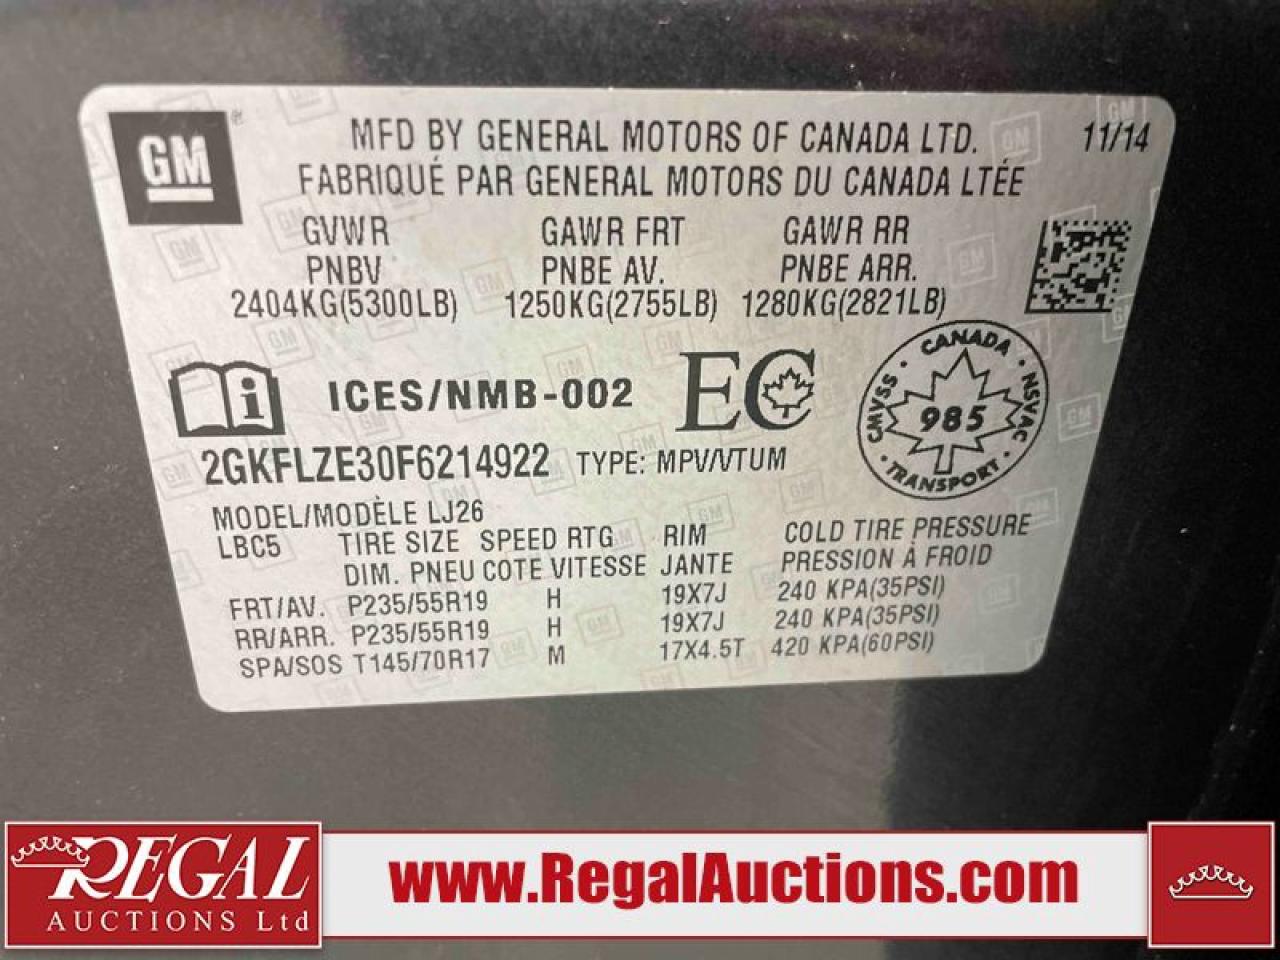 GM
MFD BY GENERAL MOTORS OF CANADA LTD. 11/14
FABRIQUÉ PAR GENERAL MOTORS DU CANADA LTÉE
GVWR GAWR FRT GAWR RR
PNBV PNBE AV. PNBE ARR.
2404KG(5300LB) 1250KG(2755LB) 1280KG(2821LB)
i ICES/NMB-002 EC
CANADA
CMVSS · 985 · NSVAC
TRANSPORT
2GKFLZE30F6214922 TYPE: MPV/VTUM
MODEL/MODÈLE LJ26
LBC5 TIRE SIZE SPEED RTG RIM COLD TIRE PRESSURE
DIM. PNEU COTE VITESSE JANTE PRESSION À FROID
FRT/AV. P235/55R19 H 19X7J 240 KPA(35PSI)
RR/ARR. P235/55R19 H 19X7J 240 KPA(35PSI)
SPA/SOS T145/70R17 M 17X4.5T 420 KPA(60PSI)
REGAL
AUCTIONS Ltd
www.RegalAuctions.com